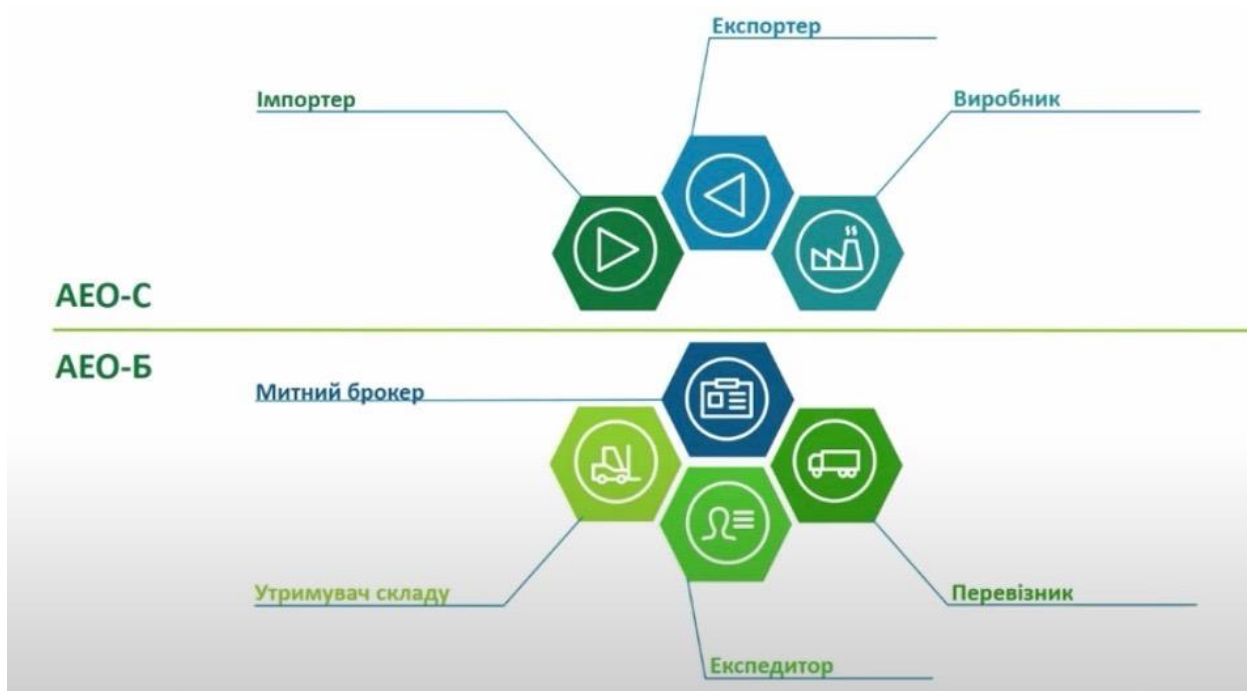 Експортер
Імпортер
Виробник
АЕО-С
АЕО-Б
Митний брокер
Утримувач складу
Перевізник
Експедитор